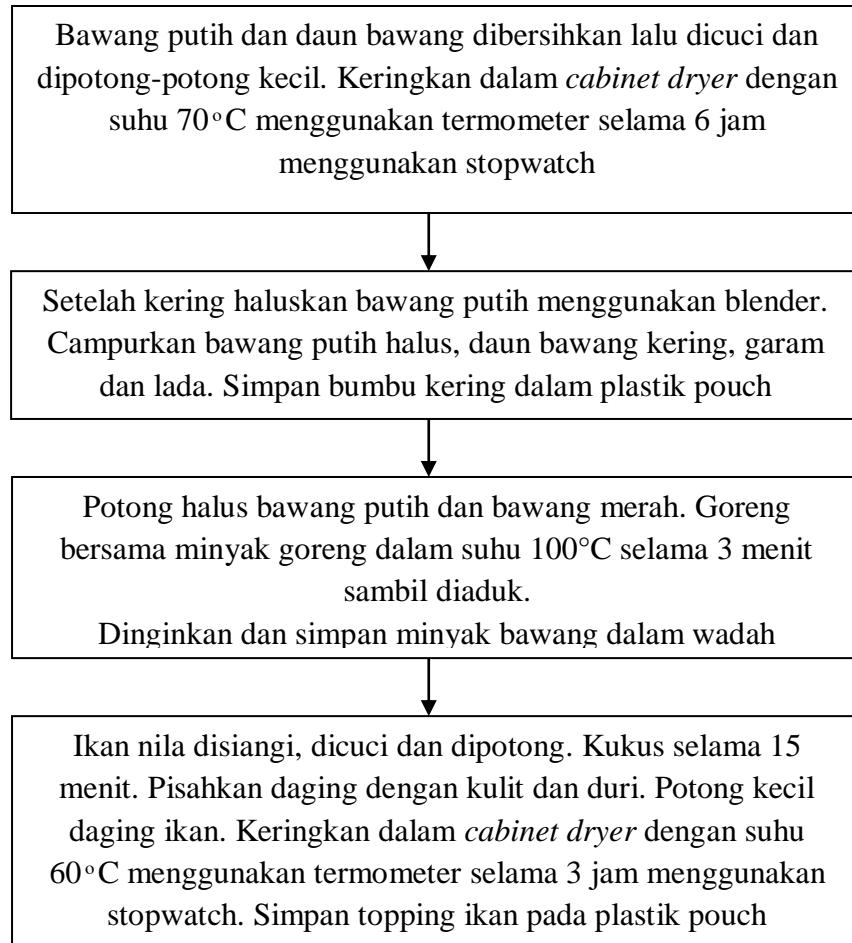 Bawang putih dan daun bawang dibersihkan lalu dicuci dan
dipotong-potong kecil. Keringkan dalam cabinet dryer dengan
suhu 70°C menggunakan termometer selama 6 jam
menggunakan stopwatch
Setelah kering haluskan bawang putih menggunakan blender.
Campurkan bawang putih halus, daun bawang kering, garam
dan lada. Simpan bumbu kering dalam plastik pouch
Potong halus bawang putih dan bawang merah. Goreng
bersama minyak goreng dalam suhu 100°C selama 3 menit
sambil diaduk.
Dinginkan dan simpan minyak bawang dalam wadah
Ikan nila disiangi, dicuci dan dipotong. Kukus selama 15
menit. Pisahkan daging dengan kulit dan duri. Potong kecil
daging ikan. Keringkan dalam cabinet dryer dengan suhu
60°C menggunakan termometer selama 3 jam menggunakan
stopwatch. Simpan topping ikan pada plastik pouch